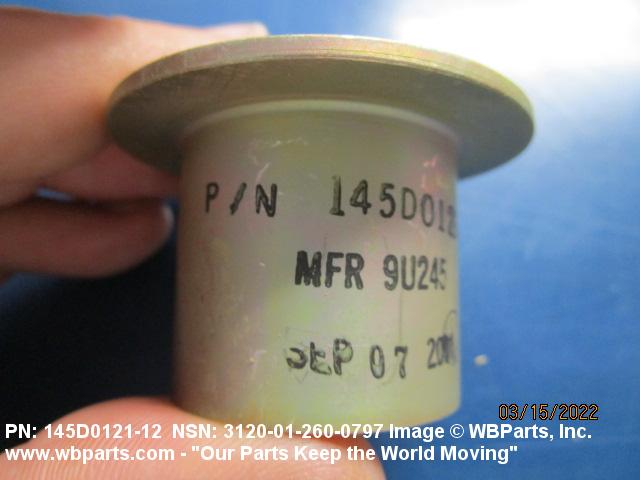 P/N 145D012
MFR 9U245
SEP 07
03/15/2022
PN: 145D0121-12 NSN: 3120-01-260-0797 Image © WBParts, Inc.
www.wbparts.com - "Our Parts Keep the World Moving"